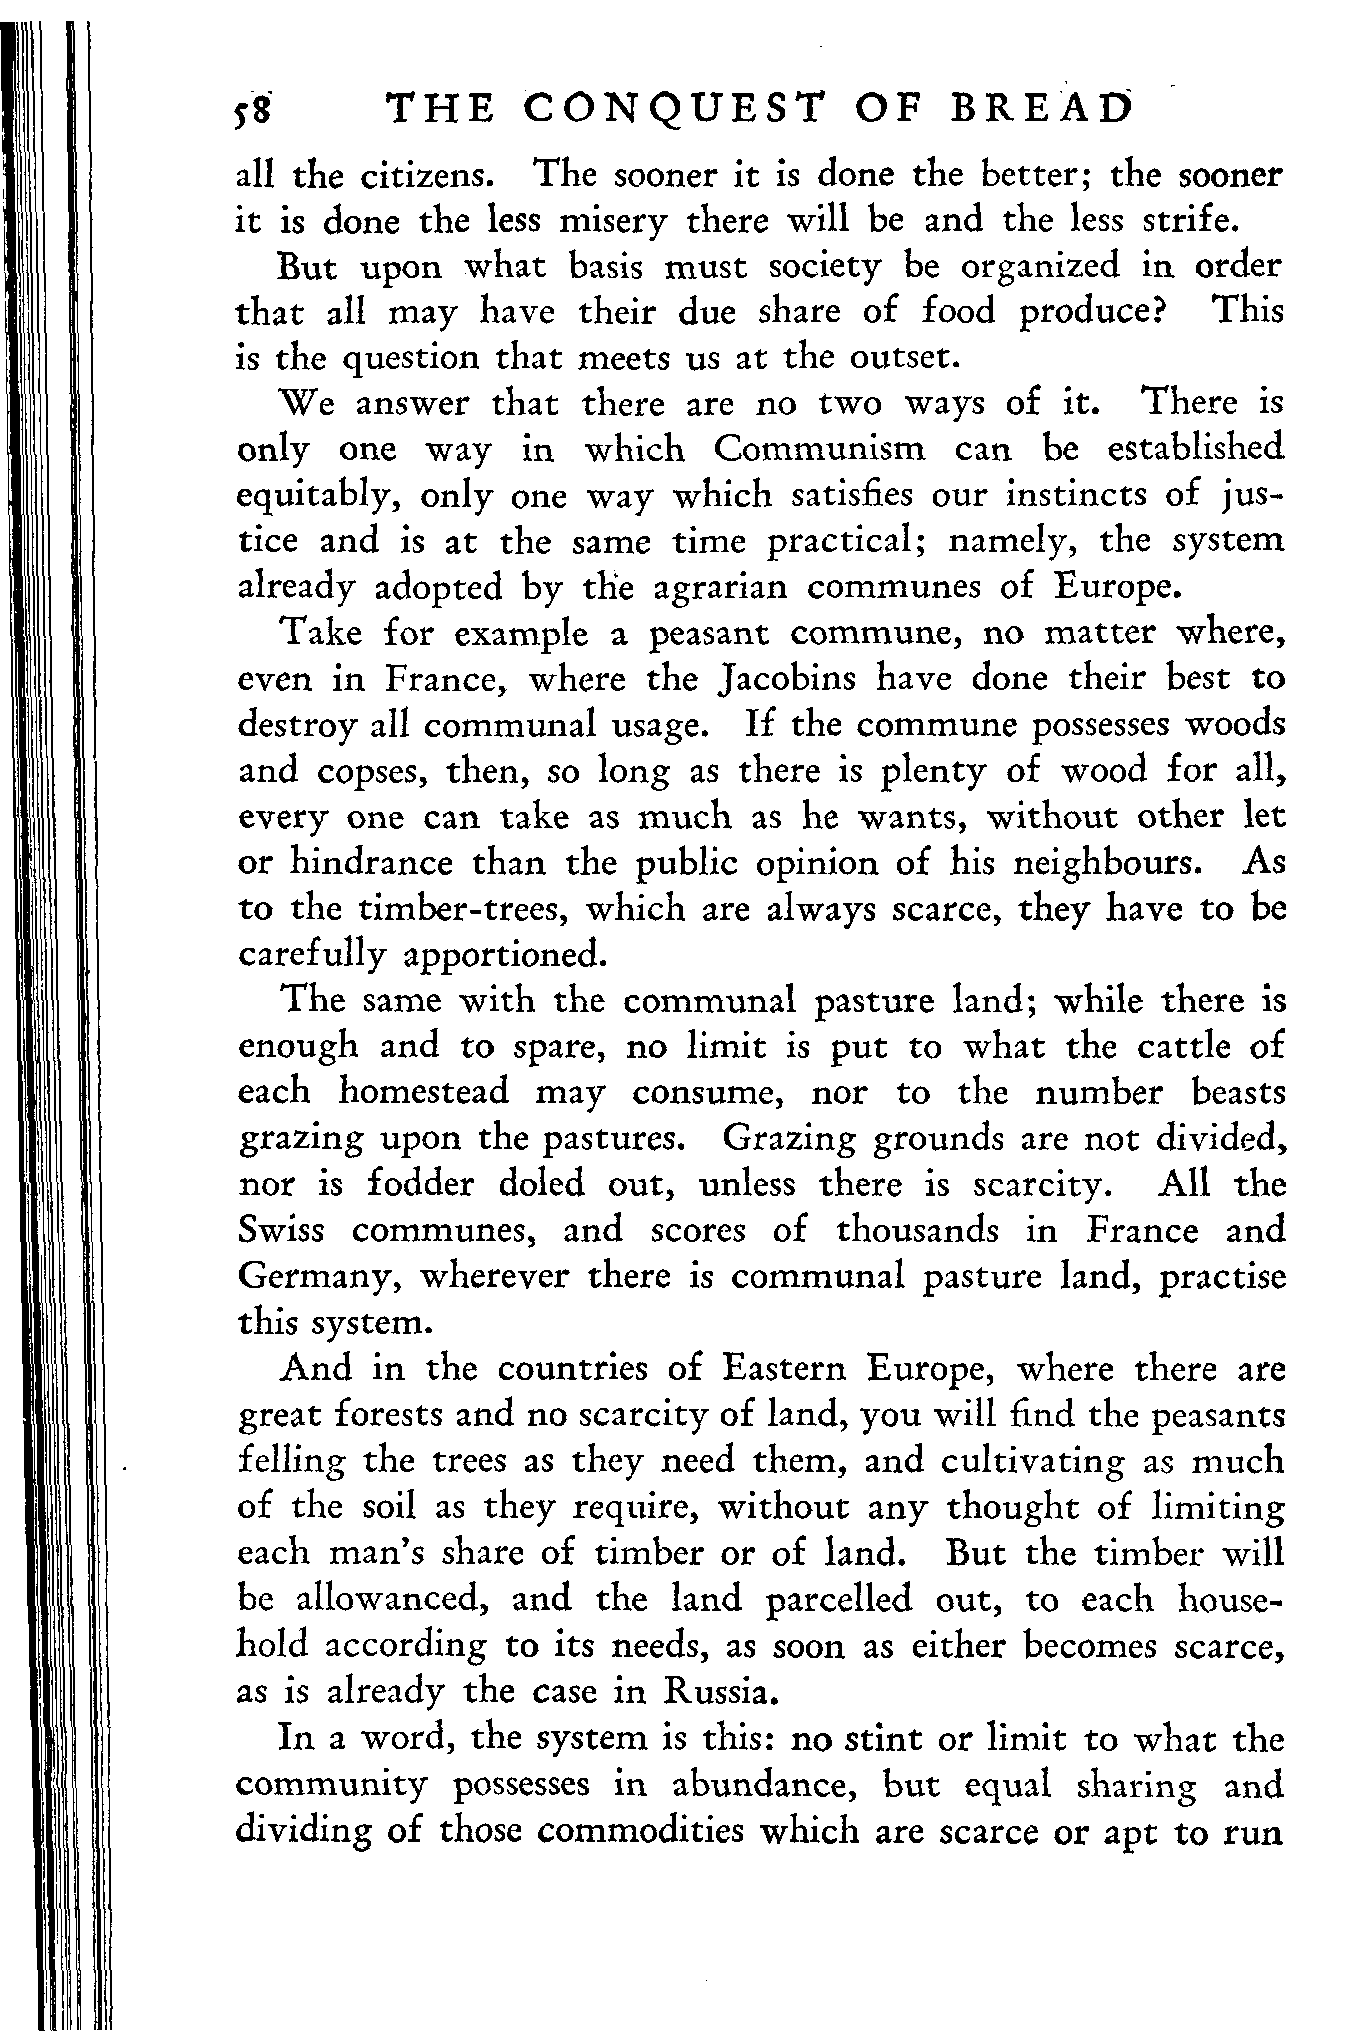 58 THE CONQUEST OF BREAD
all the citizens. The sooner it is done the better; the sooner
it is done the less misery there will be and the less strife.
But upon what basis must society be organized in order
that all may have their due share of food produce? This
is the question that meets us at the outset.
We answer that there are no two ways of it. There is
only one way in which Communism can be established
equitably, only one way which satisfies our instincts of jus-
tice and is at the same time practical; namely, the system
already adopted by the agrarian communes of Europe.
Take for example a peasant commune, no matter where,
even in France, where the Jacobins have done their best to
destroy all communal usage. If the commune possesses woods
and copses, then, so long as there is plenty of wood for all,
every one can take as much as he wants, without other let
or hindrance than the public opinion of his neighbours. As
to the timber-trees, which are always scarce, they have to be
carefully apportioned.
The same with the communal pasture land; while there is
enough and to spare, no limit is put to what the cattle of
each homestead may consume, nor to the number beasts
grazing upon the pastures. Grazing grounds are not divided,
nor is fodder doled out, unless there is scarcity. All the
Swiss communes, and scores of thousands in France and
Germany, wherever there is communal pasture land, practise
this system.
And in the countries of Eastern Europe, where there are
great forests and no scarcity of land, you will find the peasants
felling the trees as they need them, and cultivating as much
of the soil as they require, without any thought of limiting
each man's share of timber or of land. But the timber will
be allowanced, and the land parcelled out, to each house-
hold according to its needs, as soon as either becomes scarce,
as is already the case in Russia.
In a word, the system is this: no stint or limit to what the
community possesses in abundance, but equal sharing and
dividing of those commodities which are scarce or apt to run